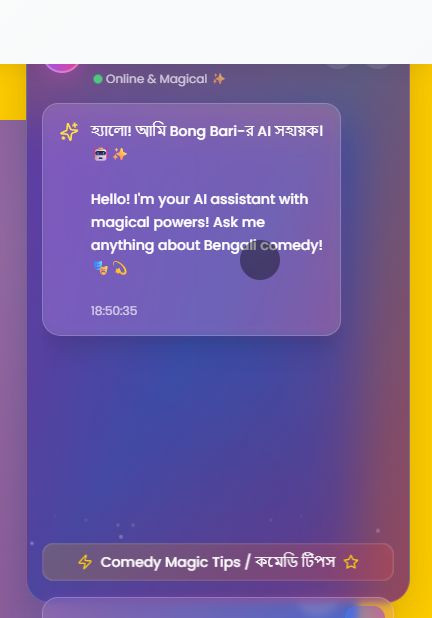 Online & Magical ✨
হ্যালো! আমি Bong Bari-র AI সহায়ক!
🤖 ✨
Hello! I'm your AI assistant with
magical powers! Ask me
anything about Bengali comedy!
🎭 💫
18:50:35
Comedy Magic Tips / কমেডি টিপস